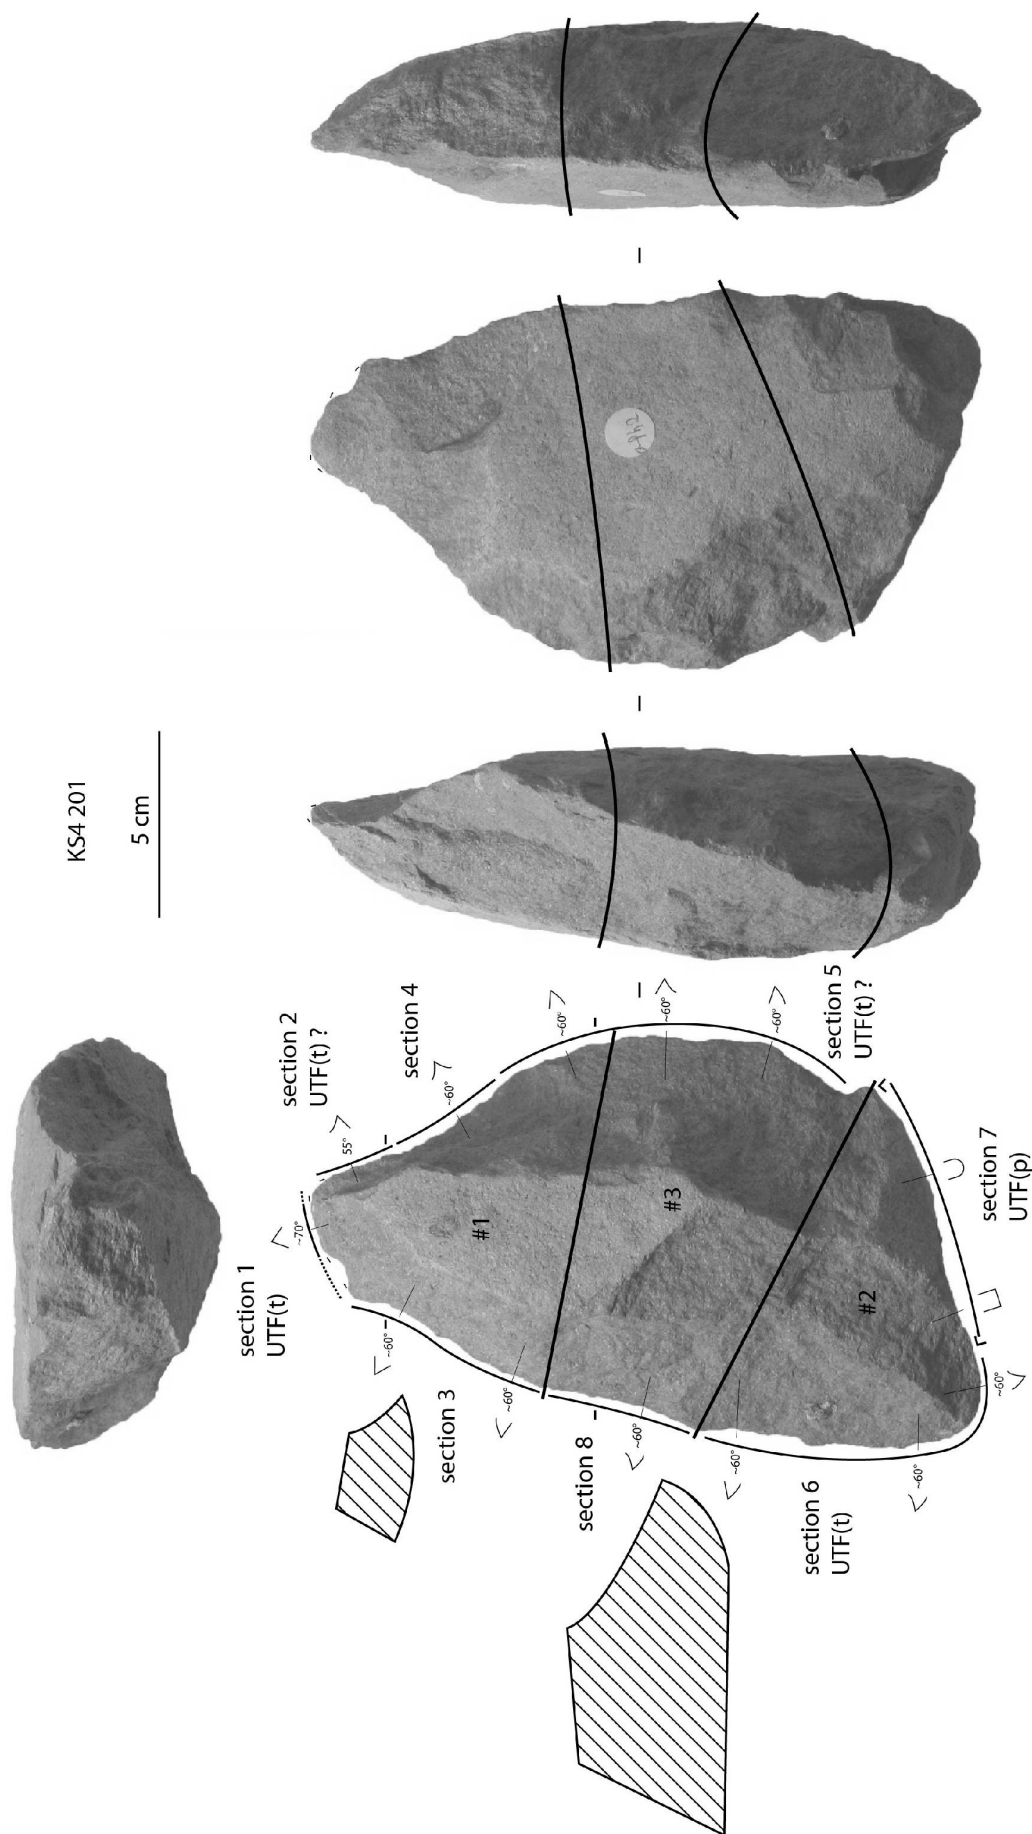 KS4 201
5 cm
section 1
UTF(t)
section 2
UTF(t) ?
section 3
section 4
section 5
UTF(t) ?
section 6
UTF(t)
section 7
UTF(p)
section 8
#1
#2
#3
~70°
55°
~60°
~60°
~60°
~60°
~60°
~60°
~60°
~60°
~60°
~60°